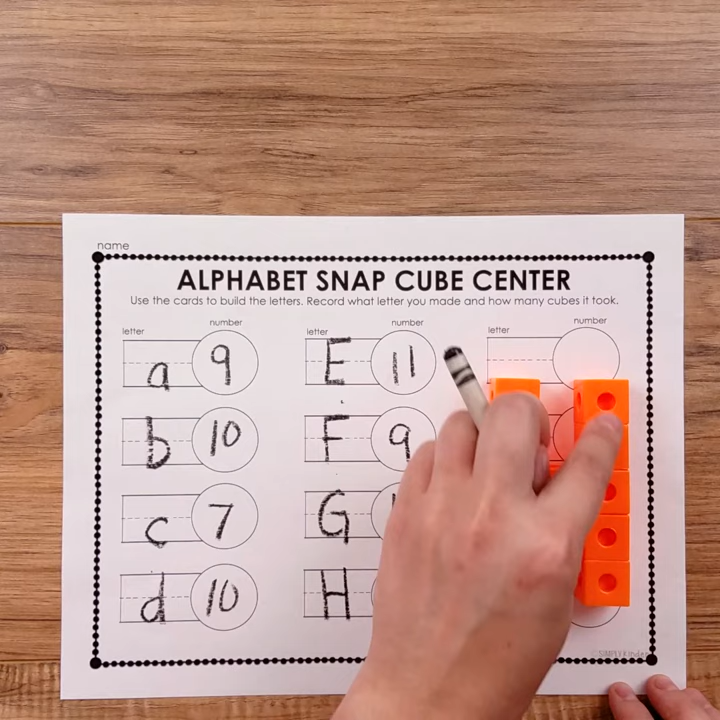 name
ALPHABET SNAP CUBE CENTER
Use the cards to build the letters. Record what letter you made and how many cubes it took.
letter number letter number letter number
a 9 E 11
b 10 F 9
c 7 G
d 10 H
©SIMPLYkinder